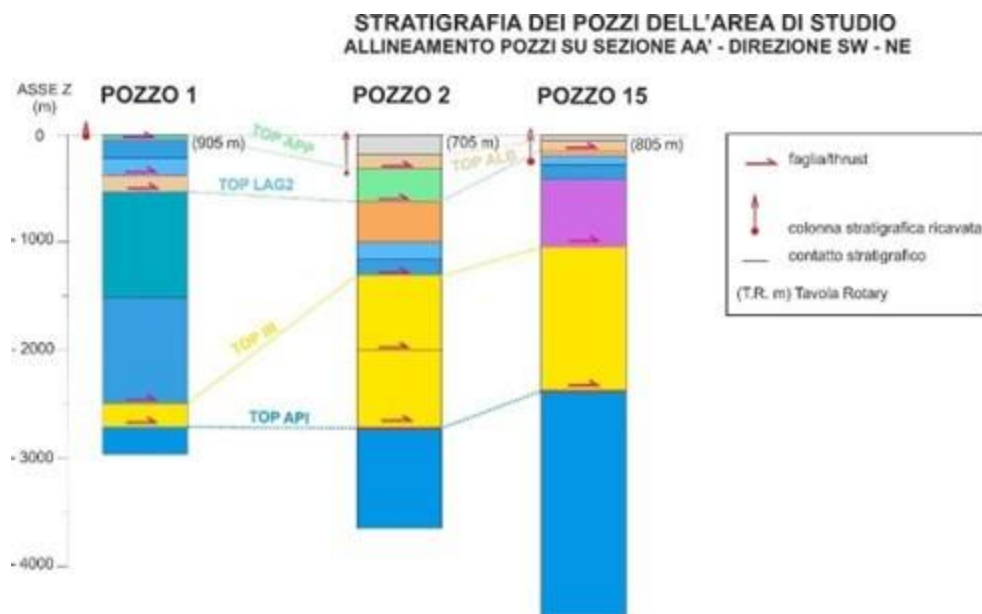 STRATIGRAFIA DEI POZZI DELL'AREA DI STUDIO
ALLINEAMENTO POZZI SU SEZIONE AA' - DIREZIONE SW - NE
ASSE Z
(m)
POZZO 1
POZZO 2
POZZO 15
0
(905 m)
(705 m)
(805 m)
TOP APP
TOP ALB
TOP LAG2
- 1000
TOP IR
- 2000
TOP API
- 3000
- 4000
faglia/thrust
colonna stratigrafica ricavata
contatto stratigrafico
(T.R. m) Tavola Rotary